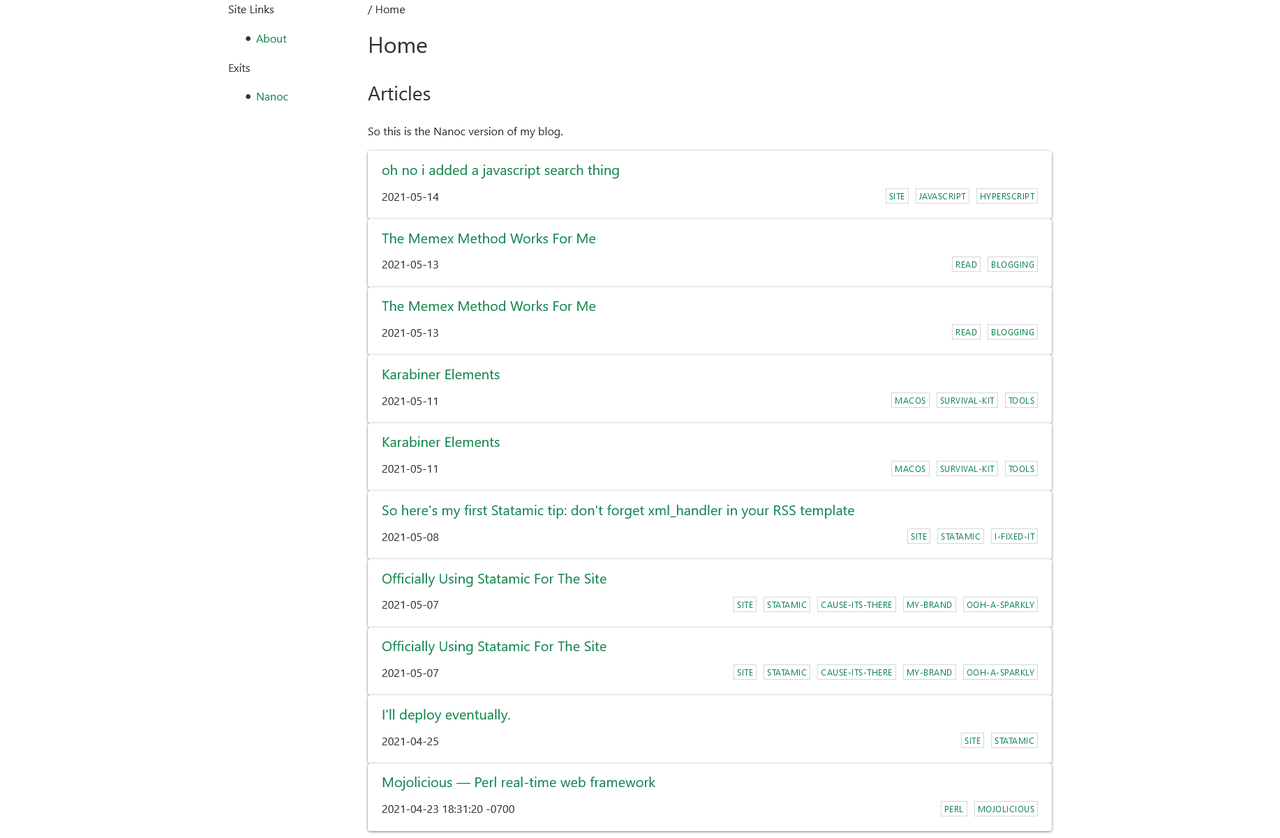 Site Links
About
Exits
Nanoc
/ Home
Home
Articles
So this is the Nanoc version of my blog.
oh no i added a javascript search thing
2021-05-14 SITE JAVASCRIPT HYPERSCRIPT
The Memex Method Works For Me
2021-05-13 READ BLOGGING
The Memex Method Works For Me
2021-05-13 READ BLOGGING
Karabiner Elements
2021-05-11 MACOS SURVIVAL-KIT TOOLS
Karabiner Elements
2021-05-11 MACOS SURVIVAL-KIT TOOLS
So here's my first Statamic tip: don't forget xml_handler in your RSS template
2021-05-08 SITE STATAMIC I-FIXED-IT
Officially Using Statamic For The Site
2021-05-07 SITE STATAMIC CAUSE-ITS-THERE MY-BRAND OOH-A-SPARKLY
Officially Using Statamic For The Site
2021-05-07 SITE STATAMIC CAUSE-ITS-THERE MY-BRAND OOH-A-SPARKLY
I'll deploy eventually.
2021-04-25 SITE STATAMIC
Mojolicious — Perl real-time web framework
2021-04-23 18:31:20 -0700 PERL MOJOLICIOUS